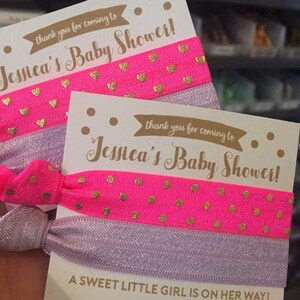 thank you for coming to
Jessica's Baby Shower!
thank you for coming to
Jessica's Baby Shower!
A SWEET LITTLE GIRL IS ON HER WAY!